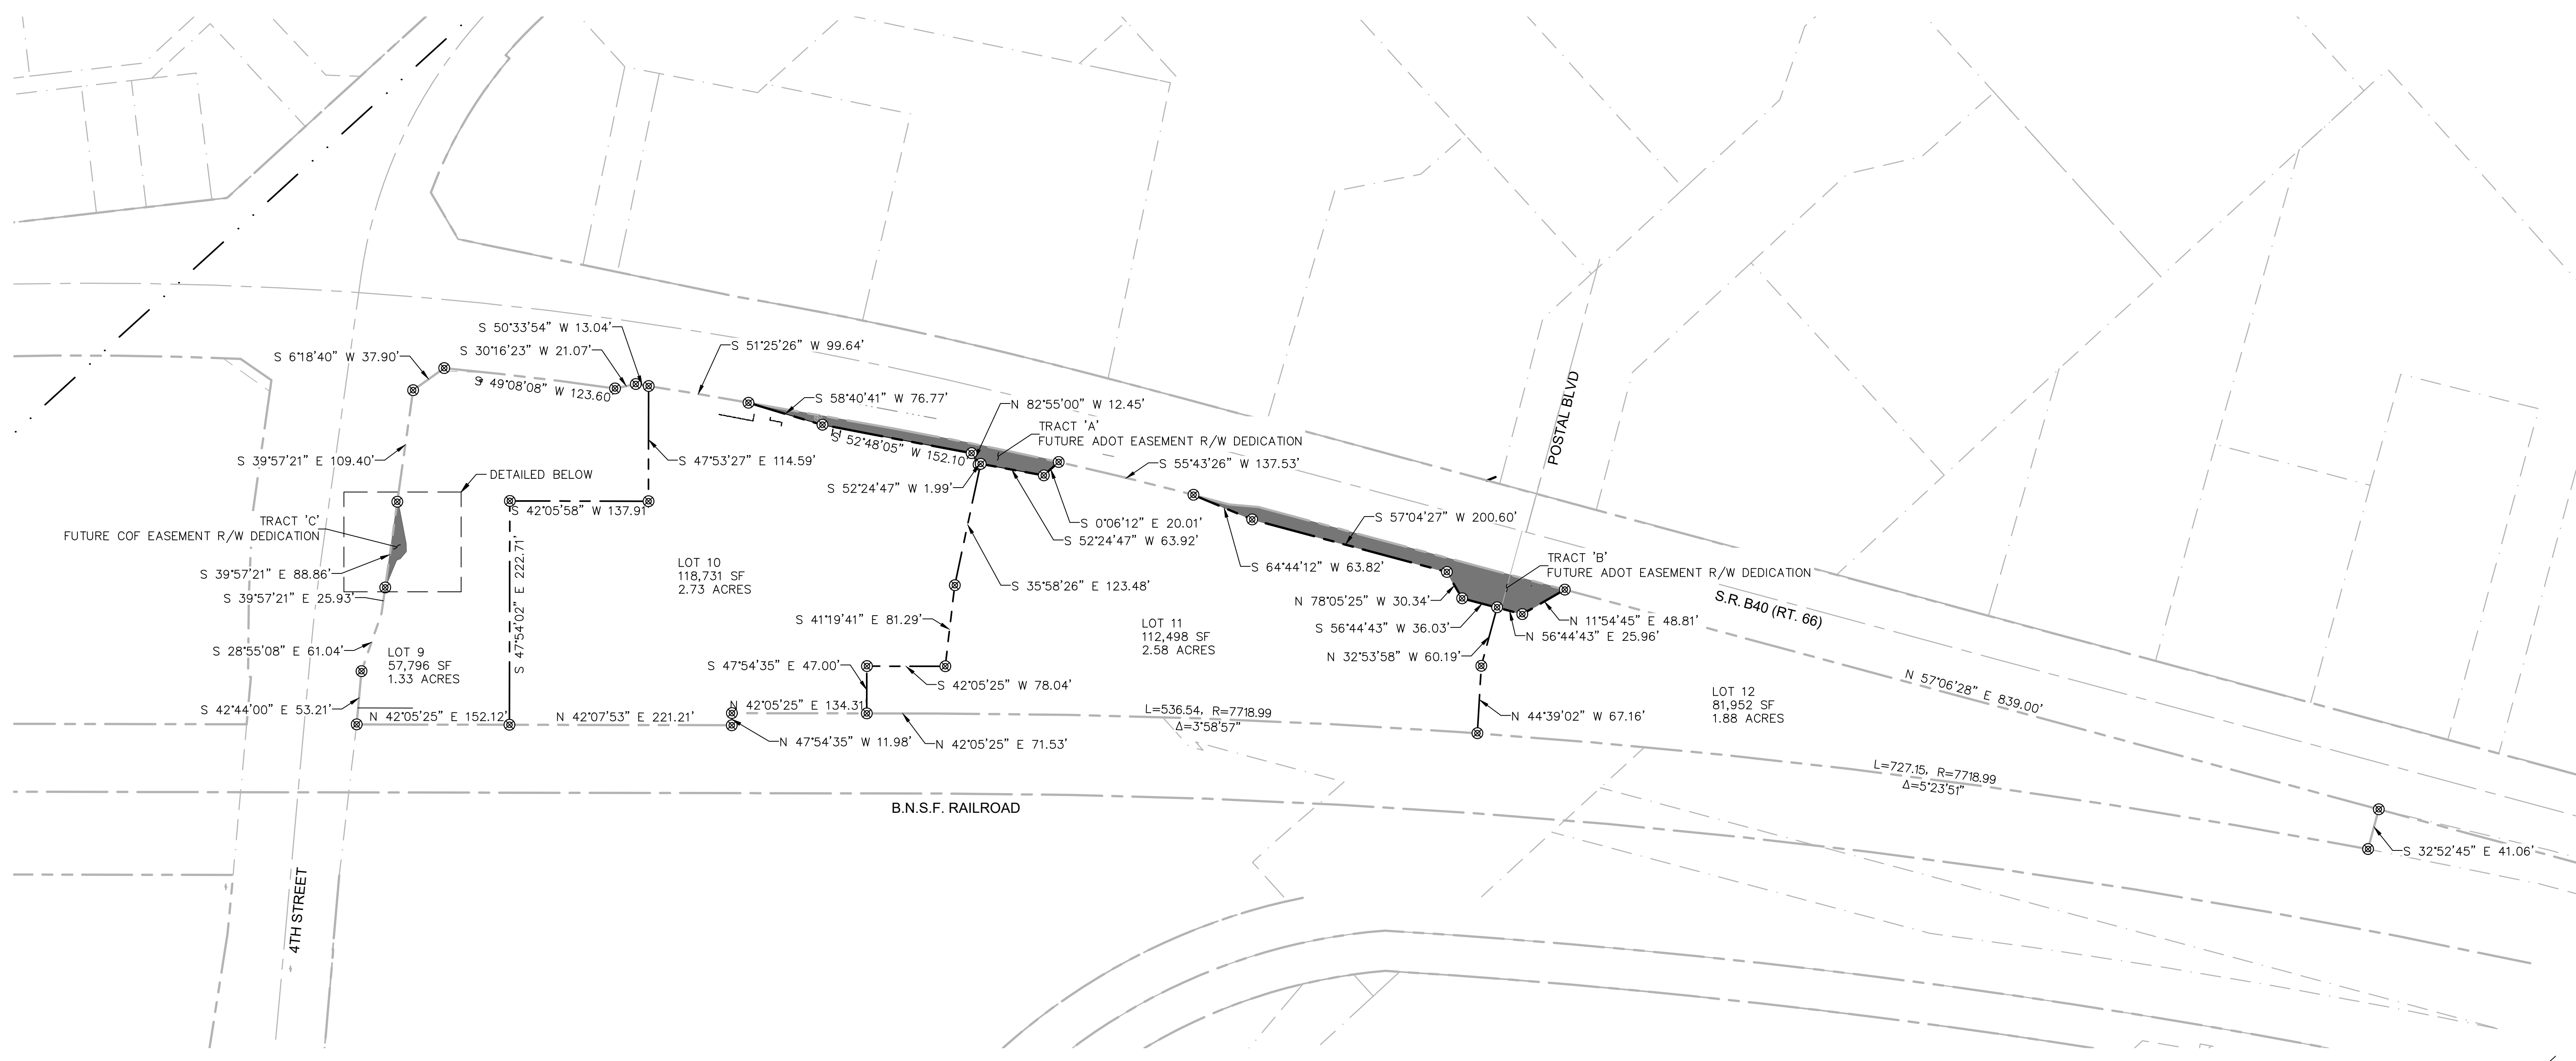 S 50°33'54" W 13.04'
S 30°16'23" W 21.07'
S 6°18'40" W 37.90'
S 49°08'08" W 123.60'
S 51°25'26" W 99.64'
S 58°40'41" W 76.77'
N 82°55'00" W 12.45'
TRACT 'A'
FUTURE ADOT EASEMENT R/W DEDICATION
S 52°48'05" W 152.10'
S 55°43'26" W 137.53'
POSTAL BLVD
S 39°57'21" E 109.40'
DETAILED BELOW
S 47°53'27" E 114.59'
S 52°24'47" W 1.99'
S 42°05'58" W 137.91'
TRACT 'C'
FUTURE COF EASEMENT R/W DEDICATION
S 0°06'12" E 20.01'
S 52°24'47" W 63.92'
S 57°04'27" W 200.60'
S 39°57'21" E 88.86'
S 39°57'21" E 25.93'
S 47°54'02" E 222.71'
LOT 10
118,731 SF
2.73 ACRES
S 35°58'26" E 123.48'
S 64°44'12" W 63.82'
TRACT 'B'
FUTURE ADOT EASEMENT R/W DEDICATION
N 78°05'25" W 30.34'
S 41°19'41" E 81.29'
S 56°44'43" W 36.03'
N 11°54'45" E 48.81'
N 56°44'43" E 25.96'
S.R. B40 (RT. 66)
LOT 11
112,498 SF
2.58 ACRES
S 28°55'08" E 61.04'
LOT 9
57,796 SF
1.33 ACRES
N 32°53'58" W 60.19'
S 47°54'35" E 47.00'
S 42°05'25" W 78.04'
N 57°06'28" E 839.00'
LOT 12
81,952 SF
1.88 ACRES
S 42°44'00" E 53.21'
N 42°05'25" E 152.12'
N 42°07'53" E 221.21'
N 42°05'25" E 134.31'
L=536.54, R=7718.99
Δ=3°58'57"
N 44°39'02" W 67.16'
N 47°54'35" W 11.98'
N 42°05'25" E 71.53'
L=727.15, R=7718.99
Δ=5°23'51"
B.N.S.F. RAILROAD
S 32°52'45" E 41.06'
4TH STREET